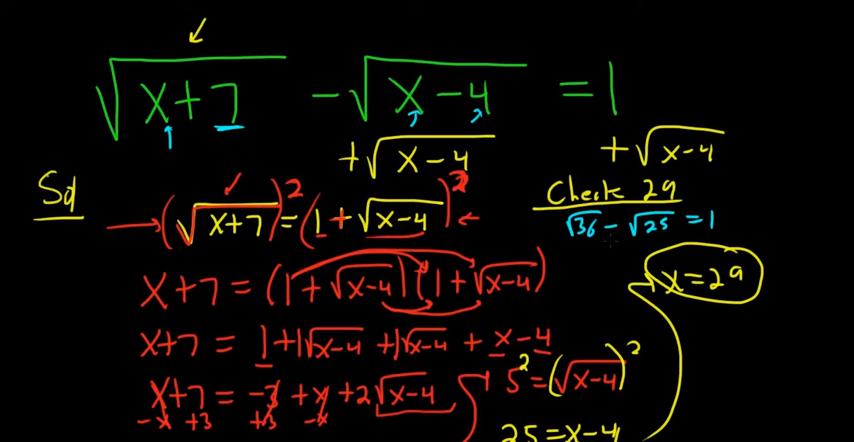 √(x+7) - √(x-4) = 1
+√(x-4) +√(x-4)
Sol
(√(x+7))² = (1 + √(x-4))²
Check 29
√36 - √25 = 1
x = 29
x+7 = (1+√(x-4))(1+√(x-4))
x+7 = 1 + 1√(x-4) + 1√(x-4) + x-4
x+7 = -3 + x + 2√(x-4)
-x +3 +3 -x
5² = (√(x-4))²
25 = x-4